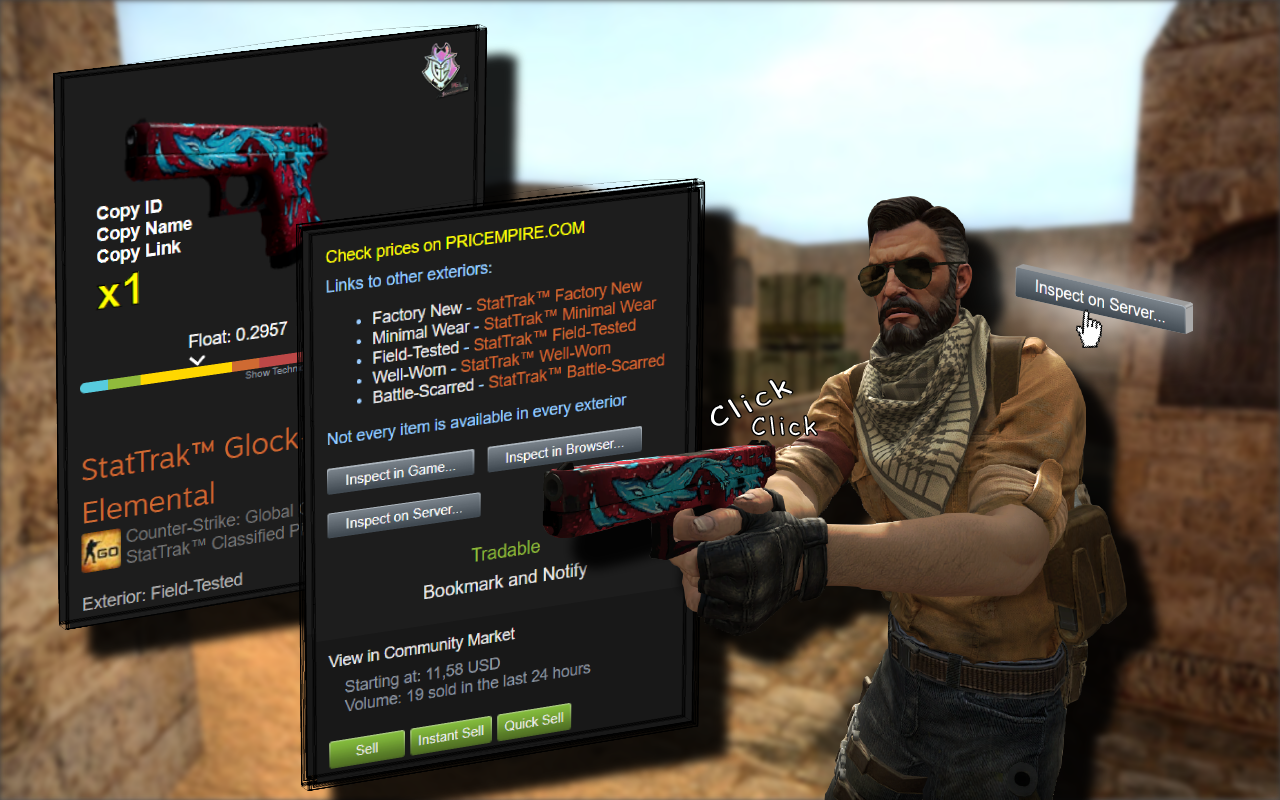 Copy ID
Copy Name
Copy Link
x1
Float: 0.2957
Show Techn
StatTrak™ Glock-
Elemental
Counter-Strike: Global
StatTrak™ Classified P
Exterior: Field-Tested
Check prices on PRICEMPIRE.COM
Links to other exteriors:
Factory New - StatTrak™ Factory New
Minimal Wear - StatTrak™ Minimal Wear
Field-Tested - StatTrak™ Field-Tested
Well-Worn - StatTrak™ Well-Worn
Battle-Scarred - StatTrak™ Battle-Scarred
Not every item is available in every exterior
Inspect in Game...
Inspect in Browser...
Inspect on Server...
Tradable
Bookmark and Notify
View in Community Market
Starting at: 11,58 USD
Volume: 19 sold in the last 24 hours
Sell
Instant Sell
Quick Sell
Click
Click
Inspect on Server...
GO